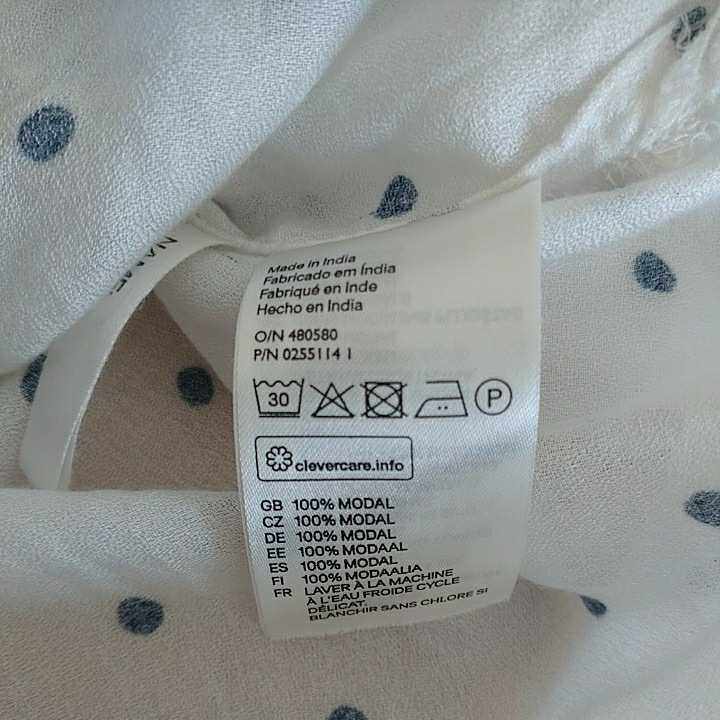 NAME
Made in India
Fabricado em Índia
Fabriqué en Inde
Hecho en India
O/N 480580
P/N 0255114 1
30
P
clevercare.info
GB 100% MODAL
CZ 100% MODAL
DE 100% MODAL
EE 100% MODAAL
ES 100% MODAL
FI 100% MODAALIA
FR LAVER À LA MACHINE
À L'EAU FROIDE CYCLE
DÉLICAT.
BLANCHIR SANS CHLORE SI